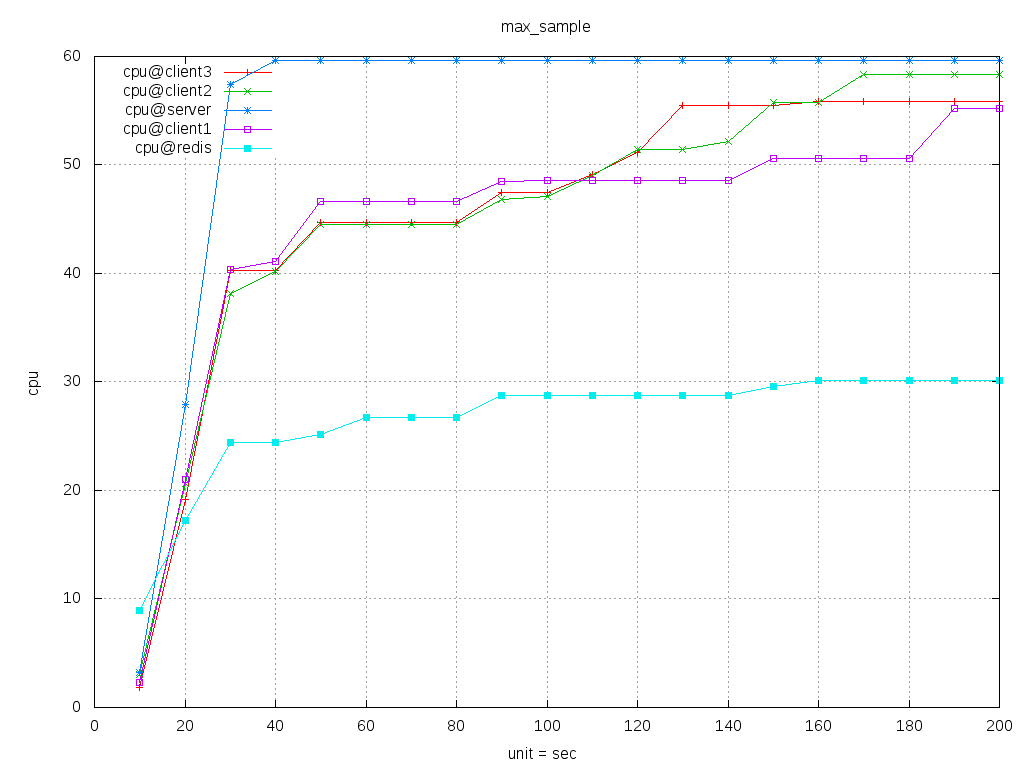 max_sample
60
cpu@client3
cpu@client2
cpu@server
cpu@client1
cpu@redis
50
40
30
20
10
0
cpu
0 20 40 60 80 100 120 140 160 180 200
unit = sec